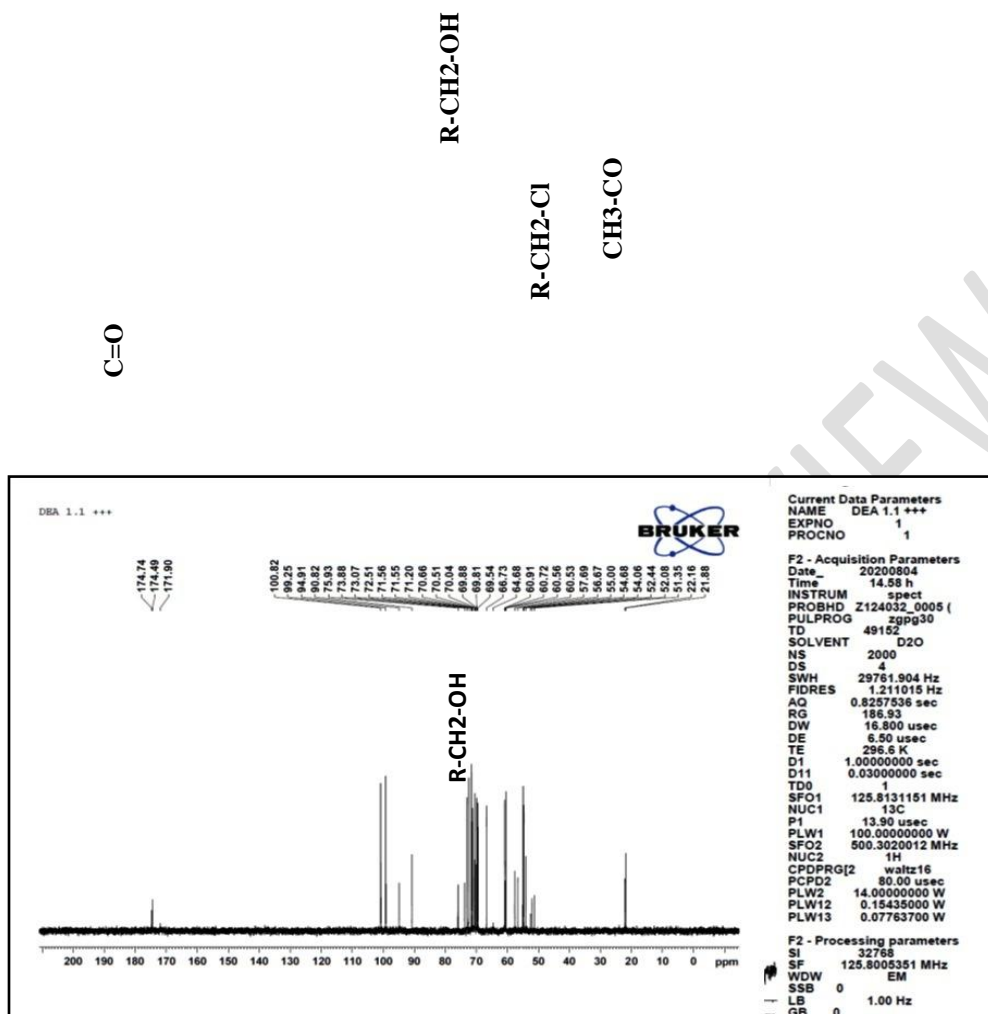 R-CH2-OH
R-CH2-Cl
CH3-CO
C=O
VIEW
DEA 1.1 +++
BRUKER
174.74
174.49
171.90
100.82
99.25
94.91
90.82
75.93
73.88
73.07
72.51
71.56
71.55
71.20
70.66
70.51
70.04
69.88
69.81
69.54
66.73
64.68
60.91
60.72
60.56
60.53
57.69
56.67
55.00
54.68
54.06
52.44
52.08
51.35
22.16
21.88
R-CH2-OH
200 190 180 170 160 150 140 130 120 110 100 90 80 70 60 50 40 30 20 10 0 ppm
Current Data Parameters
NAME DEA 1.1 +++
EXPNO 1
PROCNO 1
F2 - Acquisition Parameters
Date_ 20200804
Time 14.58 h
INSTRUM spect
PROBHD Z124032_0005 (
PULPROG zgpg30
TD 49152
SOLVENT D2O
NS 2000
DS 4
SWH 29761.904 Hz
FIDRES 1.211015 Hz
AQ 0.8257536 sec
RG 186.93
DW 16.800 usec
DE 6.50 usec
TE 296.6 K
D1 1.00000000 sec
D11 0.03000000 sec
TD0 1
SFO1 125.8131151 MHz
NUC1 13C
P1 13.90 usec
PLW1 100.00000000 W
SFO2 500.3020012 MHz
NUC2 1H
CPDPRG[2 waltz16
PCPD2 80.00 usec
PLW2 14.00000000 W
PLW12 0.15435000 W
PLW13 0.07763700 W
F2 - Processing parameters
SI 32768
SF 125.8005351 MHz
WDW EM
SSB 0
LB 1.00 Hz
GB 0